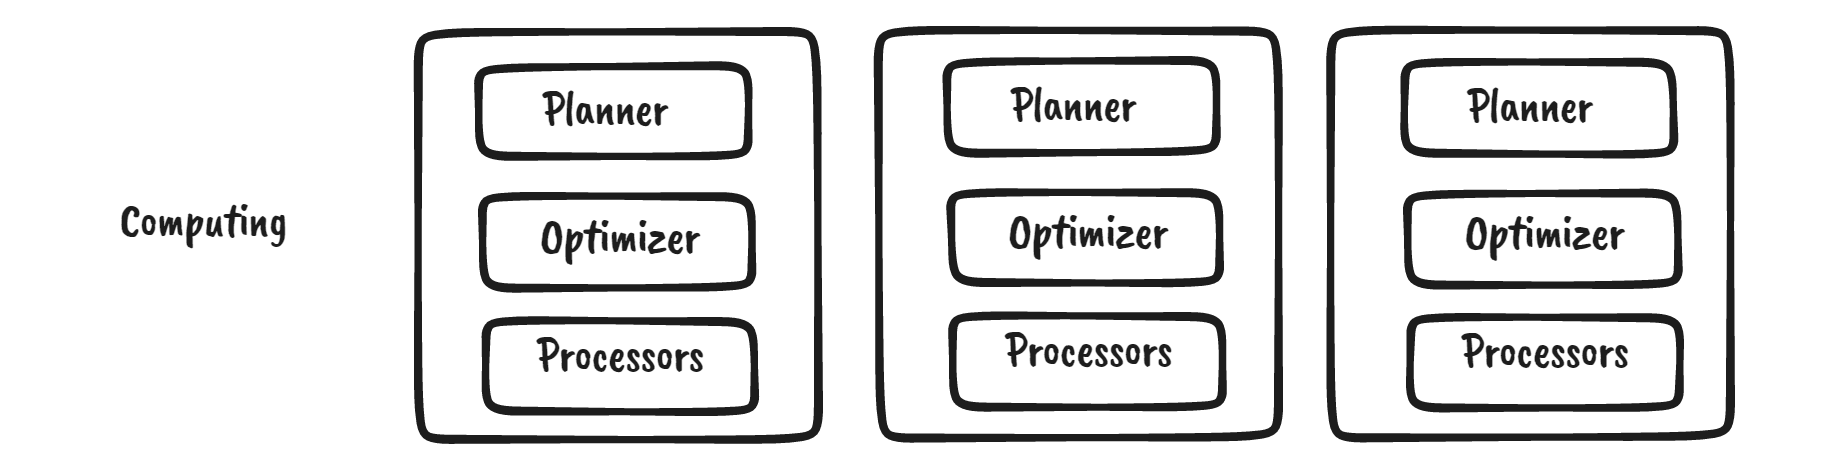 Computing
Planner
Optimizer
Processors
Planner
Optimizer
Processors
Planner
Optimizer
Processors